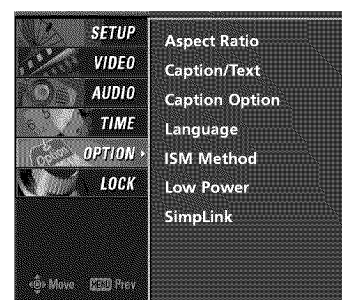 SETUP
VIDEO
AUDIO
TIME
OPTION
LOCK
Move MENU Prev
Aspect Ratio
Caption/Text
Caption Option
Language
ISM Method
Low Power
SimpLink
Option